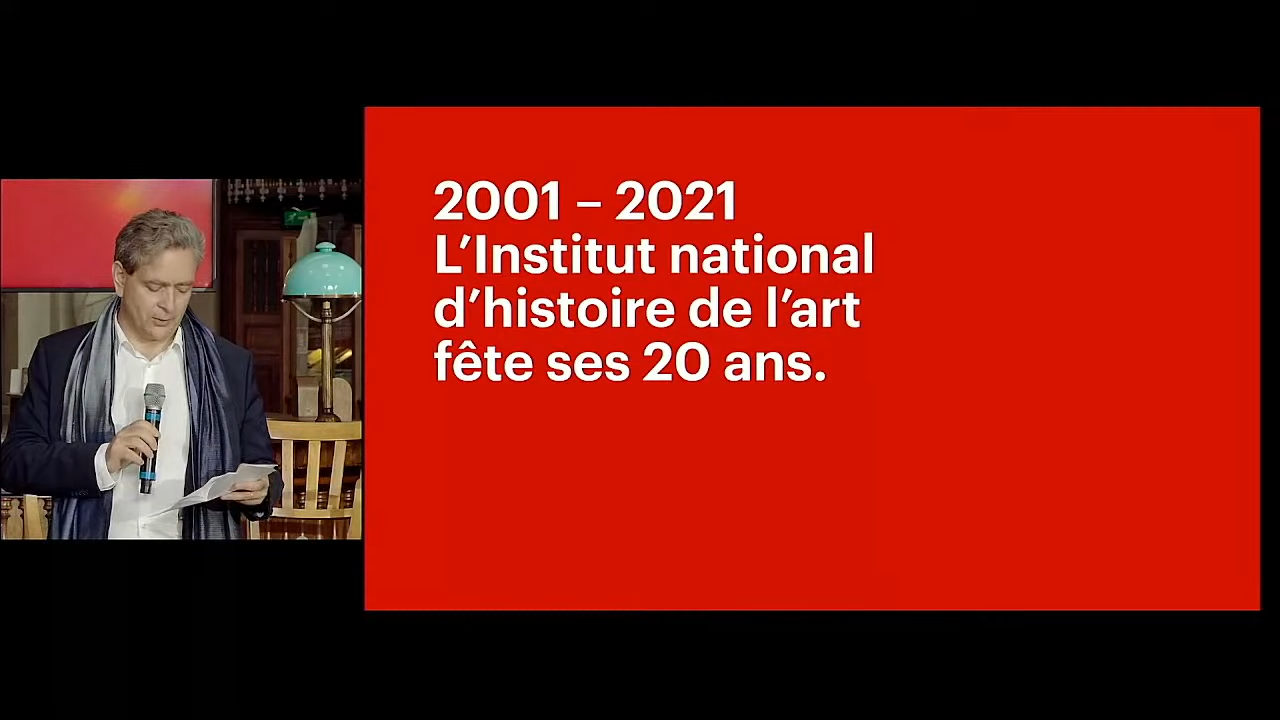 2001 – 2021
L’Institut national
d’histoire de l’art
fête ses 20 ans.